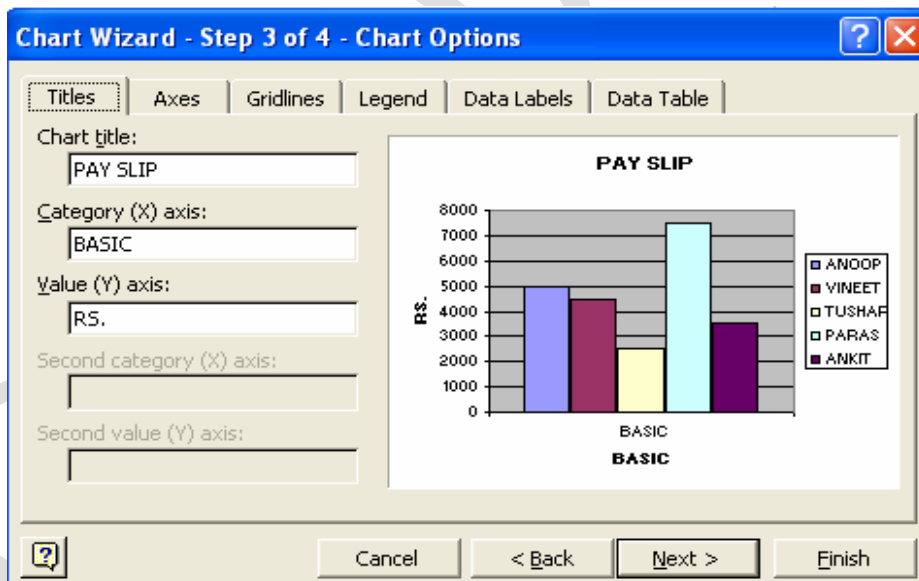 Chart Wizard - Step 3 of 4 - Chart Options
Titles Axes Gridlines Legend Data Labels Data Table
Chart title:
PAY SLIP
Category (X) axis:
BASIC
Value (Y) axis:
RS.
Second category (X) axis:
Second value (Y) axis:
PAY SLIP
8000
7000
6000
5000
4000
3000
2000
1000
0
RS.
BASIC
BASIC
ANOOP
VINEET
TUSHAR
PARAS
ANKIT
Cancel < Back Next > Finish